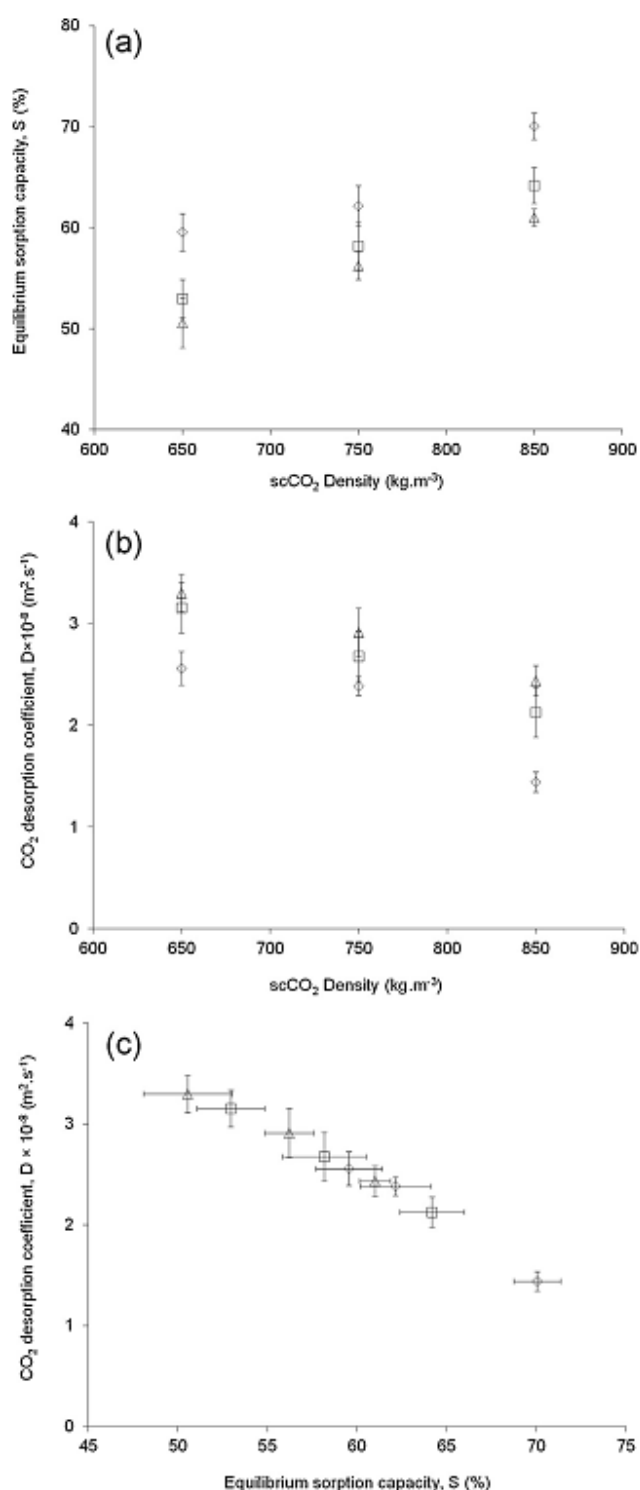 (a)
Equilibrium sorption capacity, S (%)
80
70
60
50
40
600 650 700 750 800 850 900
scCO₂ Density (kg.m⁻³)
(b)
CO₂ desorption coefficient, D×10⁻⁸ (m².s⁻¹)
4
3
2
1
0
600 650 700 750 800 850 900
scCO₂ Density (kg.m⁻³)
(c)
CO₂ desorption coefficient, D × 10⁻⁸ (m².s⁻¹)
4
3
2
1
0
45 50 55 60 65 70 75
Equilibrium sorption capacity, S (%)